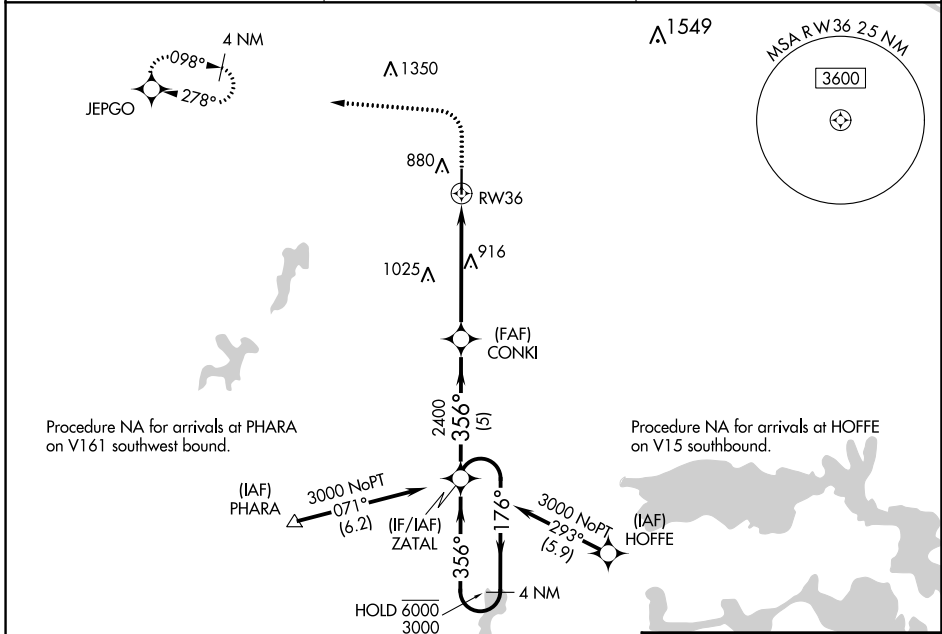 4 NM
098°
278°
JEPGO
1350
1549
MSA RW36 25 NM
3600
880
RW36
916
1025
(FAF)
CONKI
2400
356°
(5)
Procedure NA for arrivals at PHARA
on V161 southwest bound.
Procedure NA for arrivals at HOFFE
on V15 southbound.
(IAF)
PHARA
3000 NoPT
071°
(6.2)
(IF/IAF)
ZATAL
356°
176°
3000 NoPT
293°
(5.9)
(IAF)
HOFFE
4 NM
HOLD 6000
3000